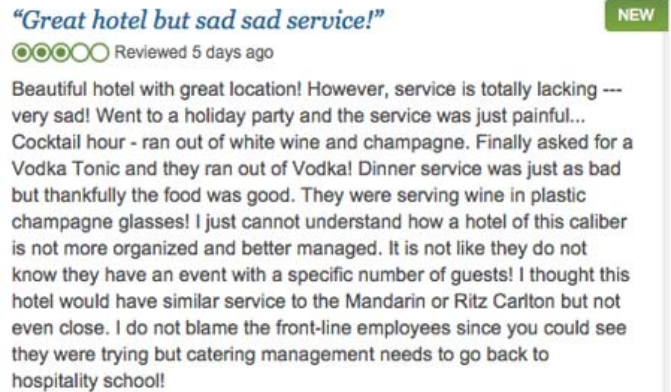 “Great hotel but sad sad service!”
NEW
Reviewed 5 days ago
Beautiful hotel with great location! However, service is totally lacking ---
very sad! Went to a holiday party and the service was just painful...
Cocktail hour - ran out of white wine and champagne. Finally asked for a
Vodka Tonic and they ran out of Vodka! Dinner service was just as bad
but thankfully the food was good. They were serving wine in plastic
champagne glasses! I just cannot understand how a hotel of this caliber
is not more organized and better managed. It is not like they do not
know they have an event with a specific number of guests! I thought this
hotel would have similar service to the Mandarin or Ritz Carlton but not
even close. I do not blame the front-line employees since you could see
they were trying but catering management needs to go back to
hospitality school!